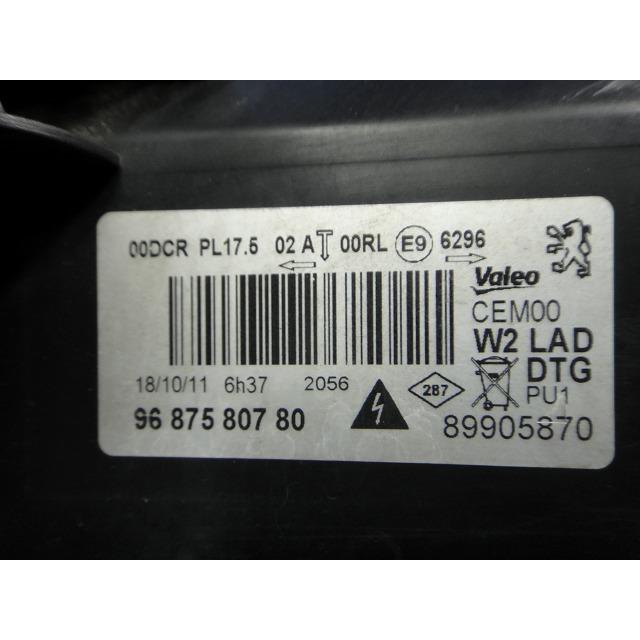 00DCR PL17.5 02 A 00RL E9 6296
Valeo
CEM00
W2 LAD
DTG
PU1
18/10/11 6h37 2056
287
96 875 807 80
89905870